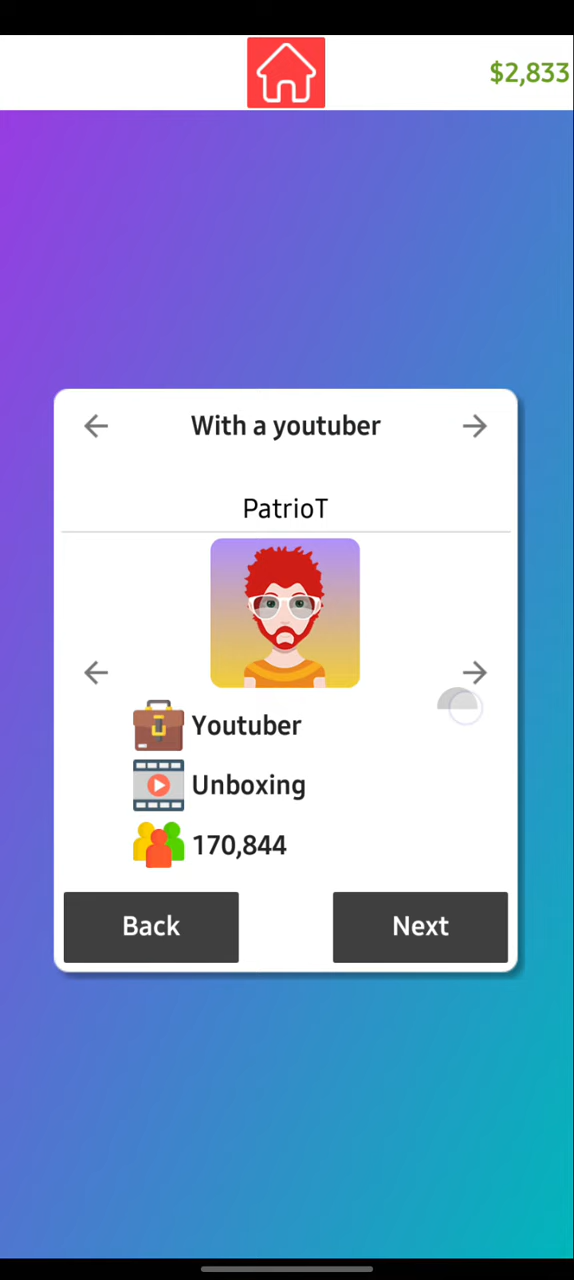 $2,833
With a youtuber
PatrioT
Youtuber
Unboxing
170,844
Back
Next